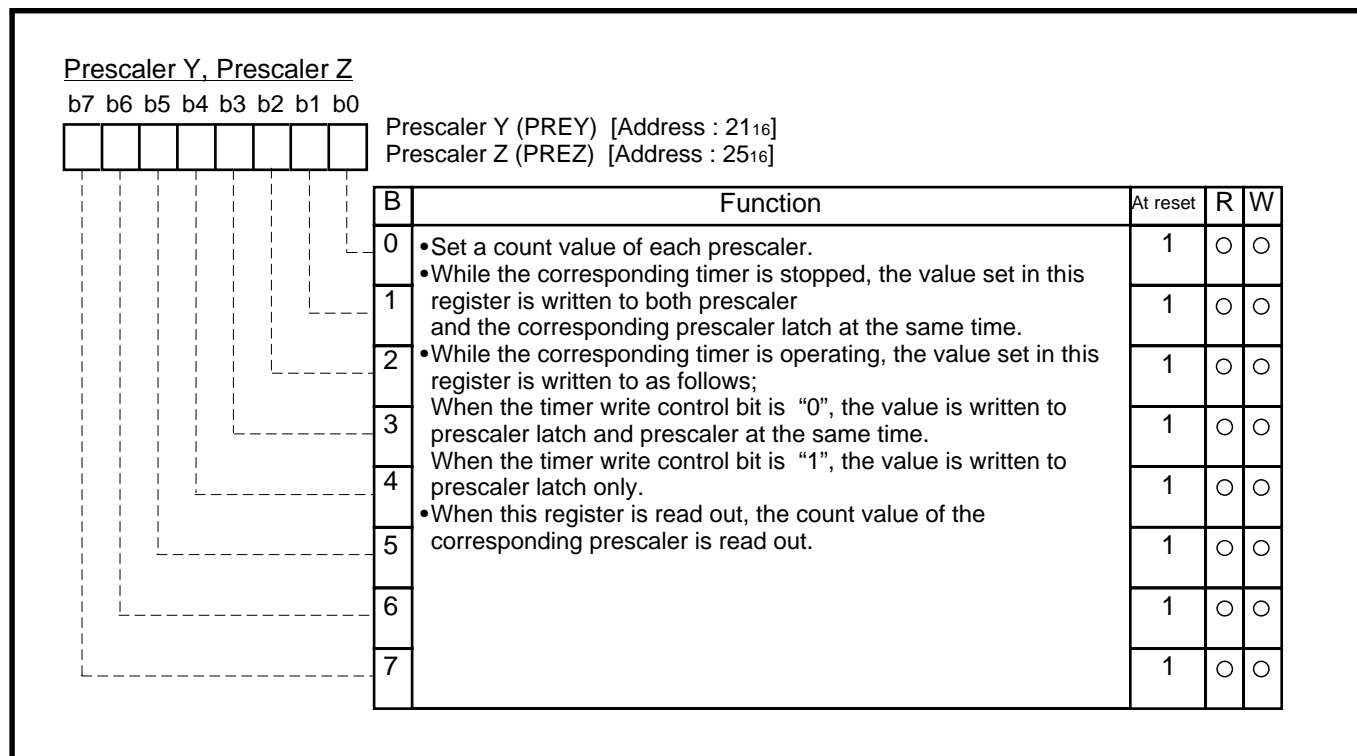 Prescaler Y, Prescaler Z
b7 b6 b5 b4 b3 b2 b1 b0
Prescaler Y (PREY) [Address : 2116]
Prescaler Z (PREZ) [Address : 2516]
B Function At reset R W
0 •Set a count value of each prescaler. 1 ○ ○
•While the corresponding timer is stopped, the value set in this
1 register is written to both prescaler 1 ○ ○
and the corresponding prescaler latch at the same time.
2 •While the corresponding timer is operating, the value set in this 1 ○ ○
register is written to as follows;
When the timer write control bit is “0”, the value is written to
3 prescaler latch and prescaler at the same time. 1 ○ ○
When the timer write control bit is “1”, the value is written to
4 prescaler latch only. 1 ○ ○
•When this register is read out, the count value of the
5 corresponding prescaler is read out. 1 ○ ○
6 1 ○ ○
7 1 ○ ○